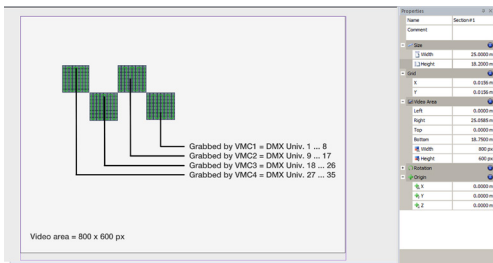 Grabbed by VMC1 = DMX Univ. 1 ... 8
Grabbed by VMC2 = DMX Univ. 9 ... 17
Grabbed by VMC3 = DMX Univ. 18 ... 26
Grabbed by VMC4 = DMX Univ. 27 ... 35
Video area = 800 x 600 px
Properties
Name Section#1
Comment
Size
Width 25.0000 m
Height 18.2000 m
Grid
X 0.0156 m
Y 0.0156 m
Video Area
Left 0.0000 m
Right 25.0585 m
Top 0.0000 m
Bottom 18.7500 m
Width 800 px
Height 600 px
Rotation
Origin
X 0.0000 m
Y 0.0000 m
Z 0.0000 m